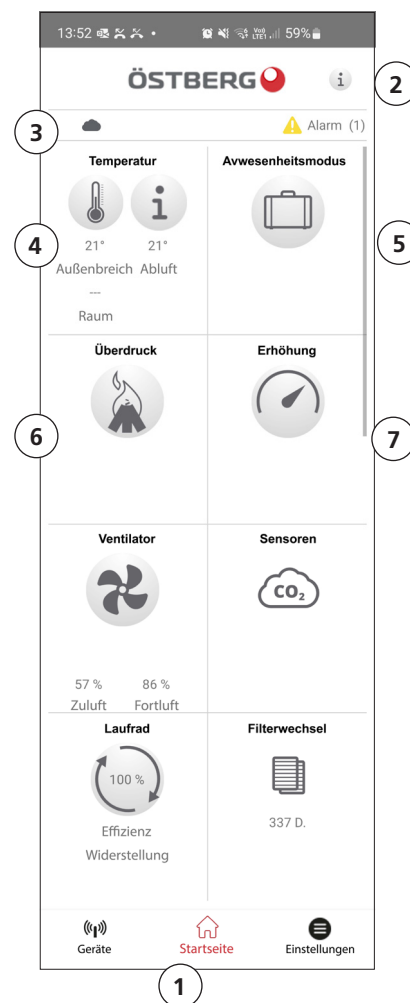 13:52 59%
ÖSTBERG
i
2
3
Alarm (1)
Temperatur
Avwesenheitsmodus
i
4
21° 21°
5
Außenbreich Abluft
---
Raum
Überdruck
Erhöhung
6
7
Ventilator
Sensoren
CO₂
57 % 86 %
Zuluft Fortluft
Laufrad
Filterwechsel
100 %
337 D.
Effizienz
Widerstellung
Geräte
Startseite
Einstellungen
1